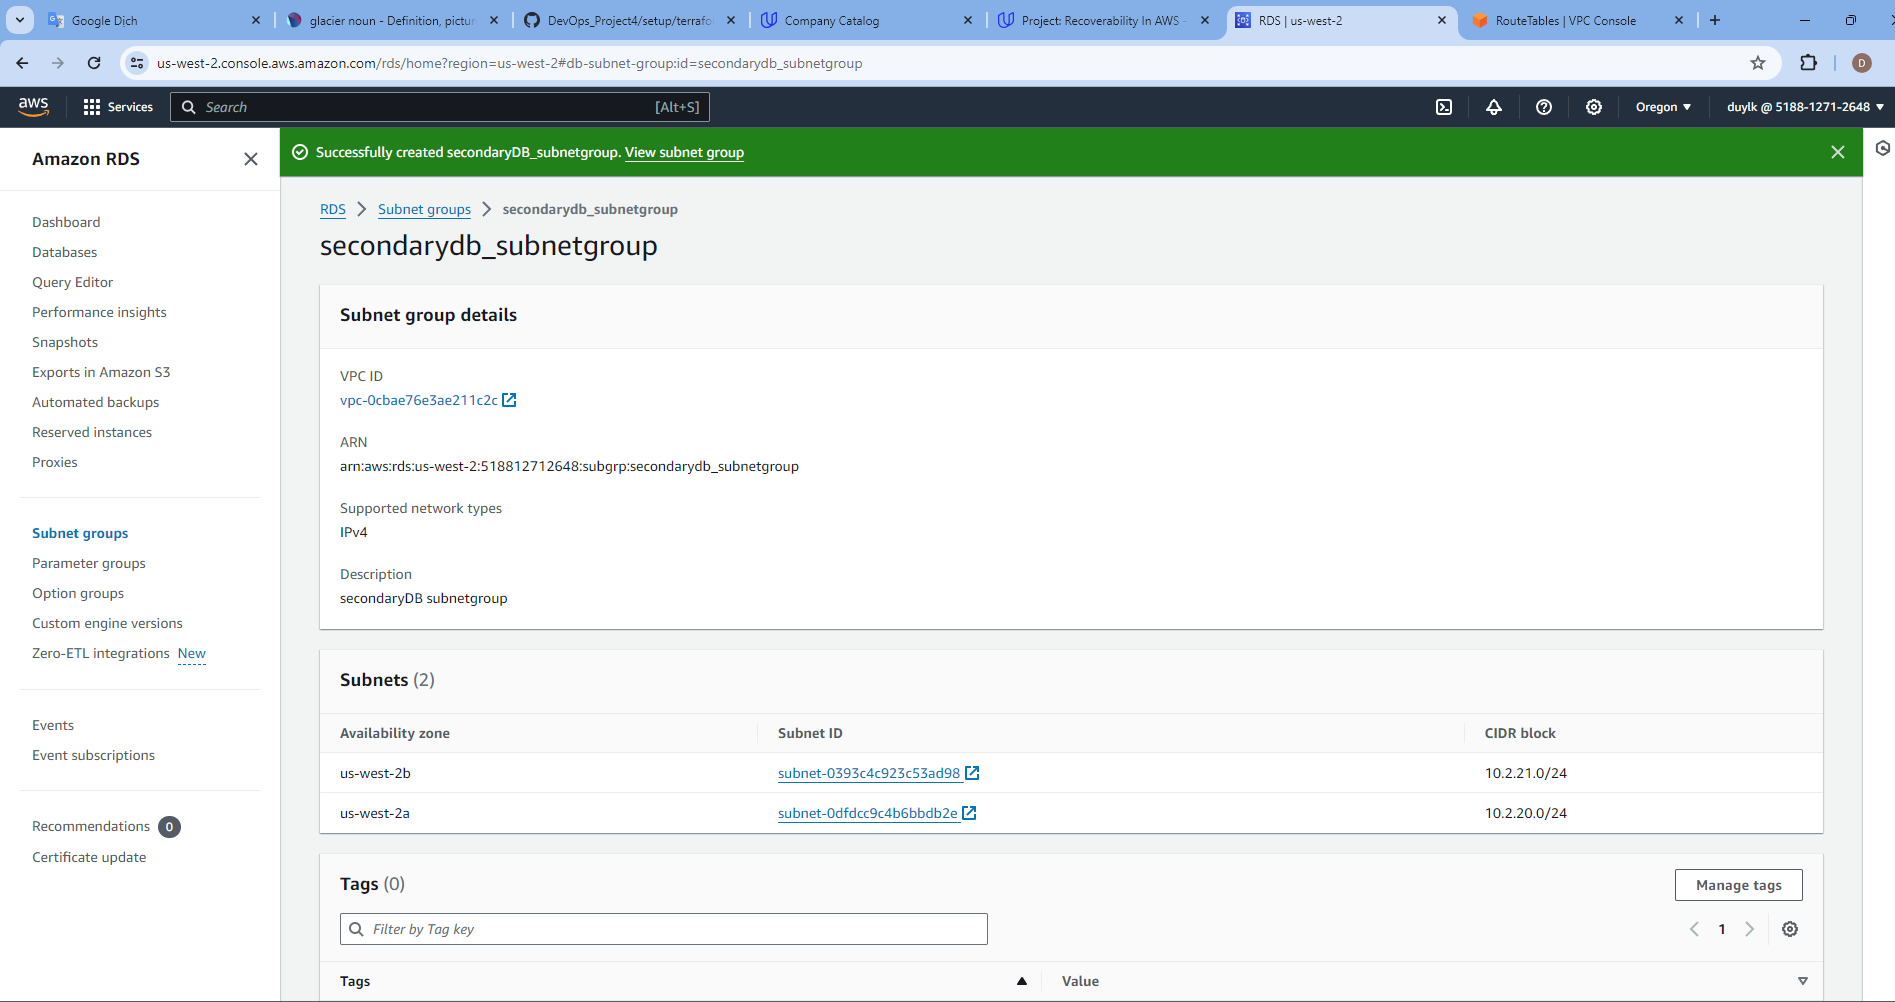 Google Dịch
glacier noun - Definition, pictur
DevOps_Project4/setup/terrafo
Company Catalog
Project: Recoverability In AWS -
RDS | us-west-2
RouteTables | VPC Console
us-west-2.console.aws.amazon.com/rds/home?region=us-west-2#db-subnet-group:id=secondarydb_subnetgroup
D
aws
Services
Search
[Alt+S]
Oregon
duylk @ 5188-1271-2648
Amazon RDS
Successfully created secondaryDB_subnetgroup. View subnet group
Dashboard
Databases
Query Editor
Performance insights
Snapshots
Exports in Amazon S3
Automated backups
Reserved instances
Proxies
Subnet groups
Parameter groups
Option groups
Custom engine versions
Zero-ETL integrations New
Events
Event subscriptions
Recommendations 0
Certificate update
RDS > Subnet groups > secondarydb_subnetgroup
secondarydb_subnetgroup
Subnet group details
VPC ID
vpc-0cbae76e3ae211c2c
ARN
arn:aws:rds:us-west-2:518812712648:subgrp:secondarydb_subnetgroup
Supported network types
IPv4
Description
secondaryDB subnetgroup
Subnets (2)
Availability zone Subnet ID CIDR block
us-west-2b subnet-0393c4c923c53ad98 10.2.21.0/24
us-west-2a subnet-0dfdcc9c4b6bbdb2e 10.2.20.0/24
Tags (0)
Manage tags
Filter by Tag key
1
Tags Value